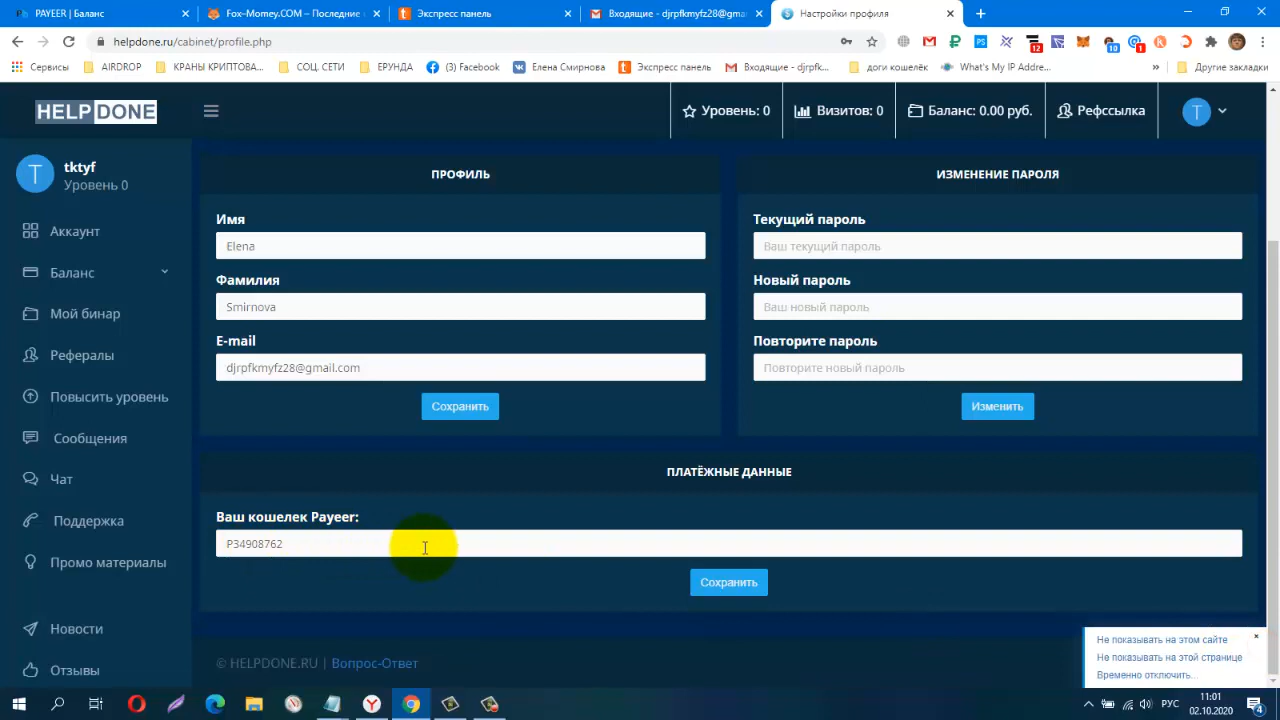 PAYEER | Баланс
Fox-Money.COM – Последние
Экспресс панель
Входящие - djrpfkmyfz28@gmai
Настройки профиля
helpdone.ru/cabinet/profile.php
Сервисы
AIRDROP
КРАНЫ КРИПТОВА...
СОЦ. СЕТИ
ЕРУНДА
(3) Facebook
Елена Смирнова
Экспресс панель
Входящие - djrpfk...
доги кошелёк
What's My IP Addre...
»
Другие закладки
HELP DONE
Уровень: 0
Визитов: 0
Баланс: 0.00 руб.
Рефссылка
T
T
tktyf
Уровень 0
Аккаунт
Баланс
Мой бинар
Рефералы
Повысить уровень
Сообщения
Чат
Поддержка
Промо материалы
Новости
Отзывы
ПРОФИЛЬ
Имя
Elena
Фамилия
Smirnova
E-mail
djrpfkmyfz28@gmail.com
Сохранить
ИЗМЕНЕНИЕ ПАРОЛЯ
Текущий пароль
Ваш текущий пароль
Новый пароль
Ваш новый пароль
Повторите пароль
Повторите новый пароль
Изменить
ПЛАТЁЖНЫЕ ДАННЫЕ
Ваш кошелек Payeer:
P34908762
Сохранить
© HELPDONE.RU | Вопрос-Ответ
Не показывать на этом сайте
Не показывать на этой странице
Временно отключить...
РУС
11:01
02.10.2020